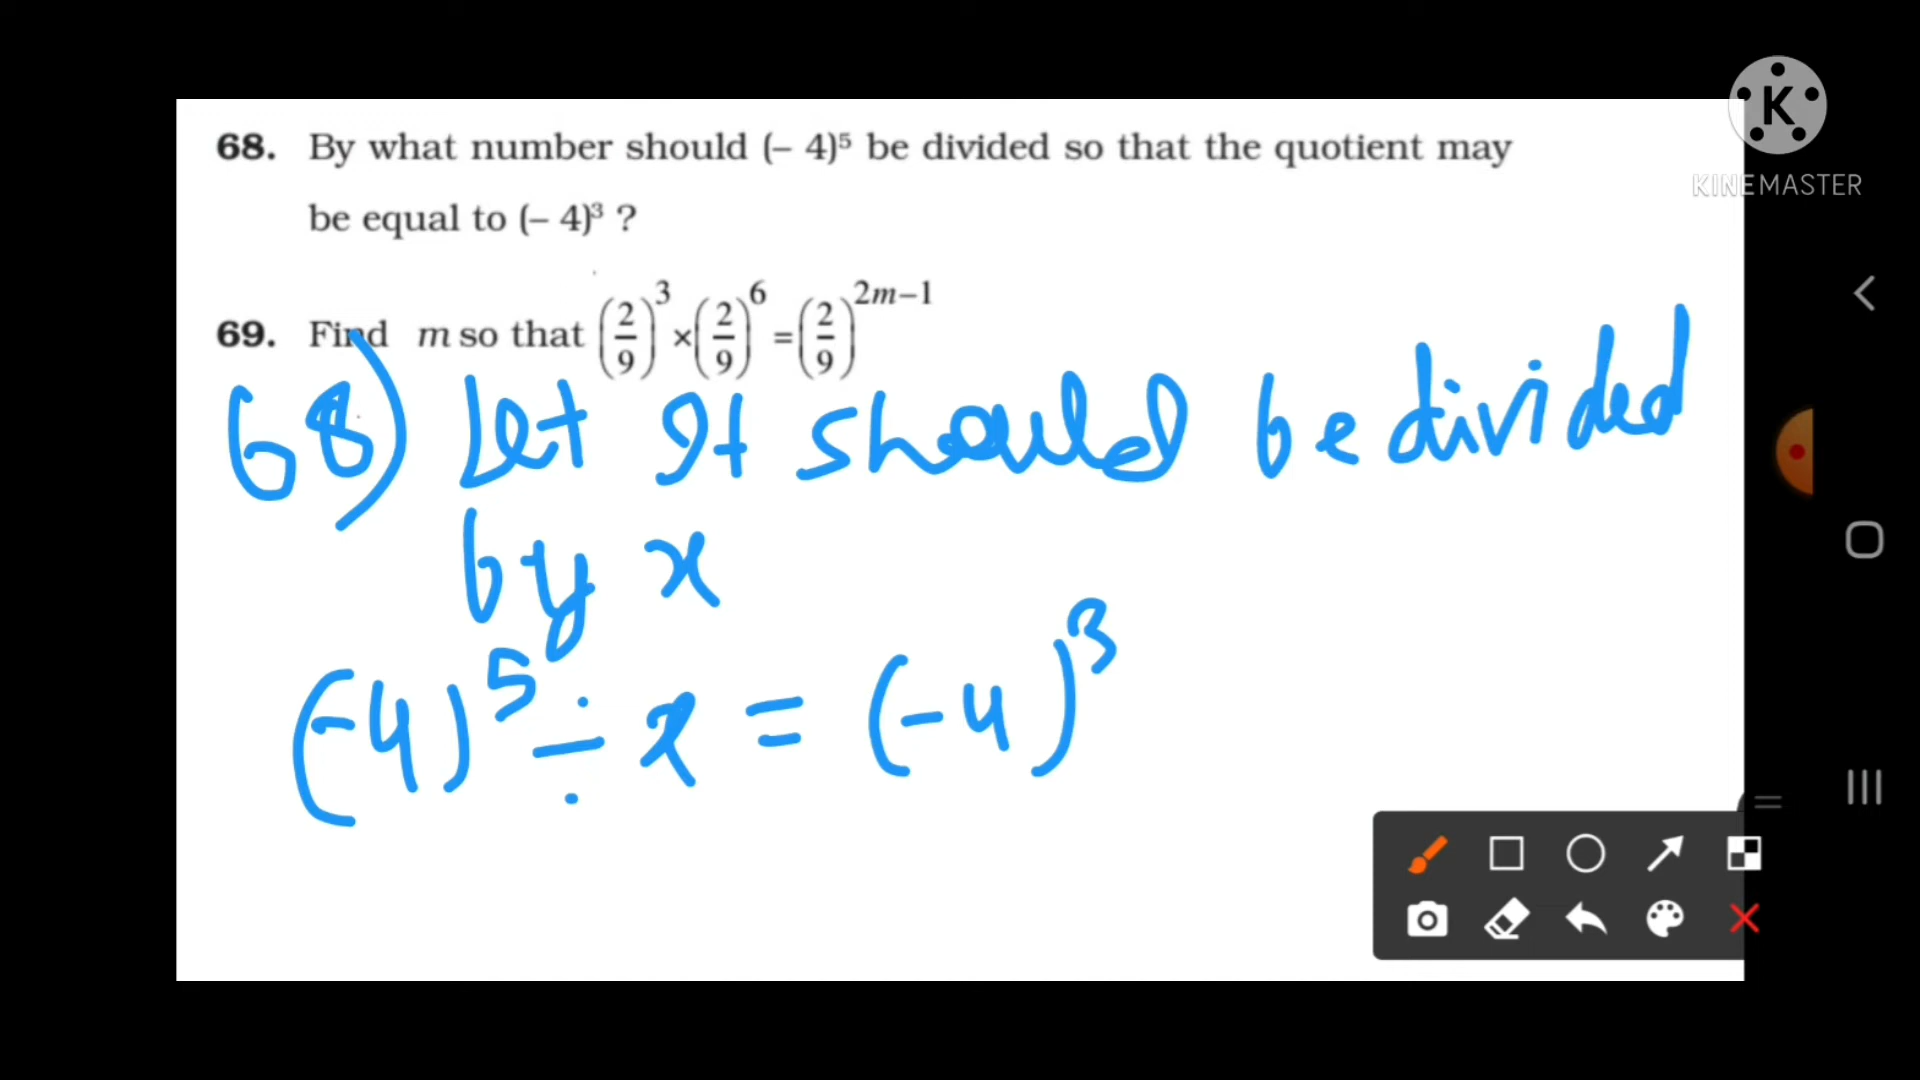 68. By what number should (– 4)⁵ be divided so that the quotient may
be equal to (– 4)³ ?
69. Find m so that (2/9)³ × (2/9)⁶ = (2/9)²ᵐ⁻¹
68) Let It should be divided
by x
(-4)⁵ ÷ x = (-4)³
K
KINEMASTER